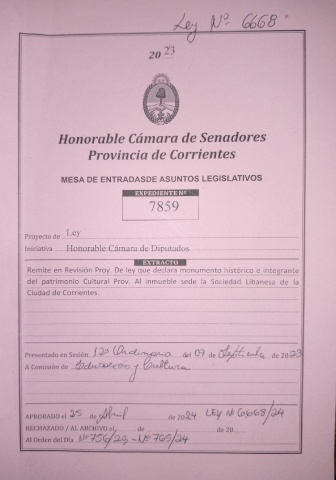 Ley Nº 6668
20 23
Honorable Cámara de Senadores
Provincia de Corrientes
MESA DE ENTRADASDE ASUNTOS LEGISLATIVOS
EXPEDIENTE Nº
7859
Proyecto de Ley
Iniciativa Honorable Cámara de Diputados
EXTRACTO
Remite en Revisión Proy. De ley que declara monumento histórico e integrante
del patrimonio Cultural Prov. Al inmueble sede la Sociedad Libanesa de la
Ciudad de Corrientes.
Presentado en Sesión 12º Ordinaria del 07 de Septiembre de 2023
A Comisión de Educación y Cultura
APROBADO el 25 de Abril de 2024 LEY Nº 6668/24
RECHAZADO / AL ARCHIVO el de de 20
Al Orden del Día Nº 756/23 - Nº 765/24